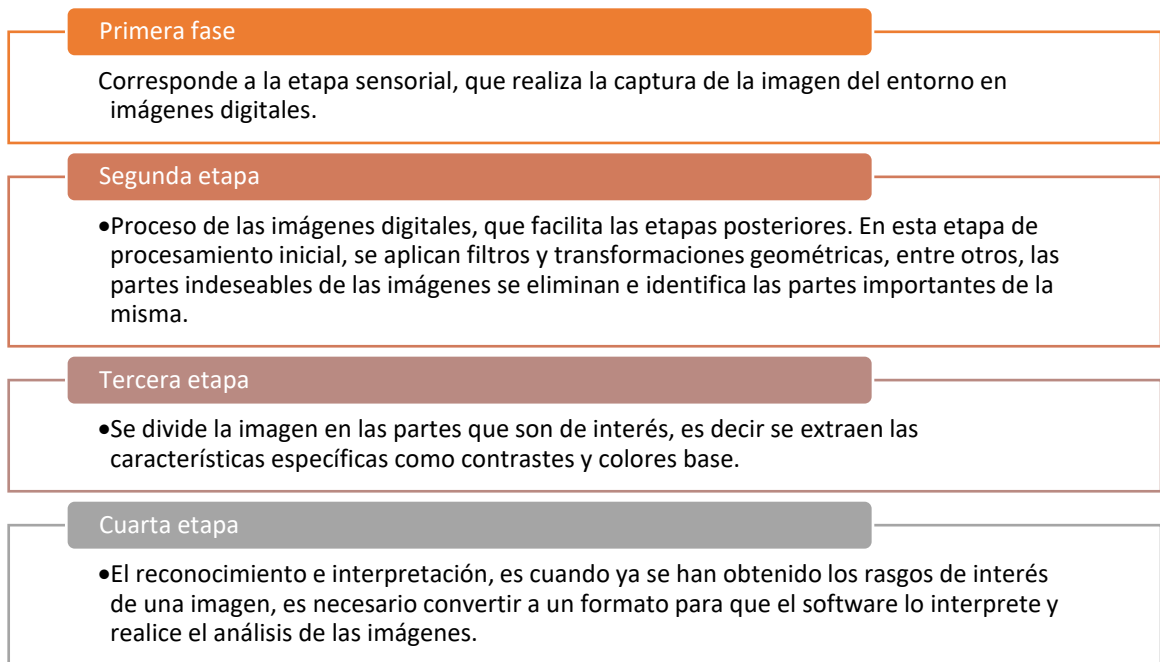 Primera fase
Corresponde a la etapa sensorial, que realiza la captura de la imagen del entorno en
imágenes digitales.
Segunda etapa
•Proceso de las imágenes digitales, que facilita las etapas posteriores. En esta etapa de
procesamiento inicial, se aplican filtros y transformaciones geométricas, entre otros, las
partes indeseables de las imágenes se eliminan e identifica las partes importantes de la
misma.
Tercera etapa
•Se divide la imagen en las partes que son de interés, es decir se extraen las
características específicas como contrastes y colores base.
Cuarta etapa
•El reconocimiento e interpretación, es cuando ya se han obtenido los rasgos de interés
de una imagen, es necesario convertir a un formato para que el software lo interprete y
realice el análisis de las imágenes.